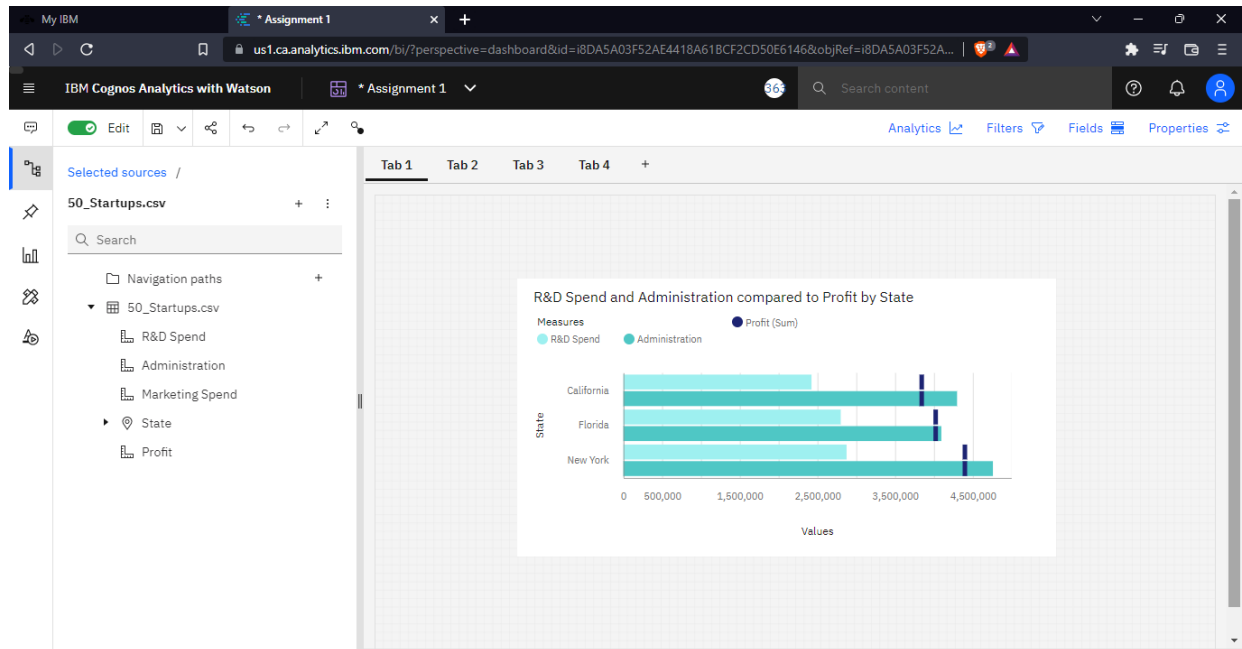 My IBM
* Assignment 1
us1.ca.analytics.ibm.com/bi/?perspective=dashboard&id=i8DA5A03F52AE4418A61BCF2CD50E6146&objRef=i8DA5A03F52A...
2
IBM Cognos Analytics with Watson
* Assignment 1
363
Search content
Edit
Analytics
Filters
Fields
Properties
Selected sources /
Tab 1
Tab 2
Tab 3
Tab 4
50_Startups.csv
Search
Navigation paths
50_Startups.csv
R&D Spend
Administration
Marketing Spend
State
Profit
R&D Spend and Administration compared to Profit by State
Measures
R&D Spend
Administration
Profit (Sum)
State
California
Florida
New York
0 500,000 1,500,000 2,500,000 3,500,000 4,500,000
Values